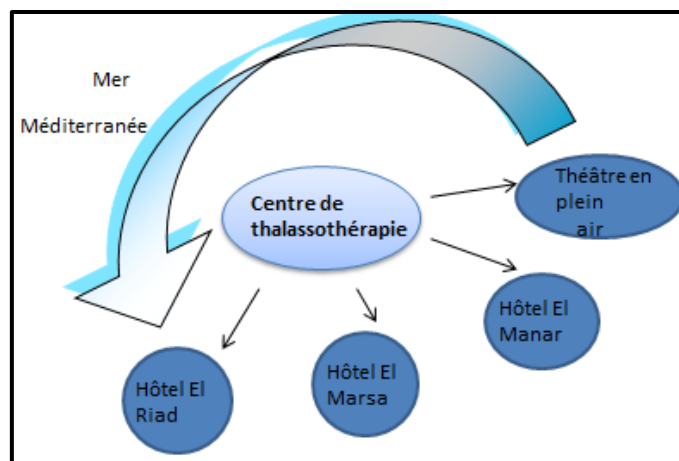 Mer
Méditerranée
Centre de
thalassothérapie
Théâtre en
plein
air
Hôtel El
Manar
Hôtel El
Marsa
Hôtel El
Riad